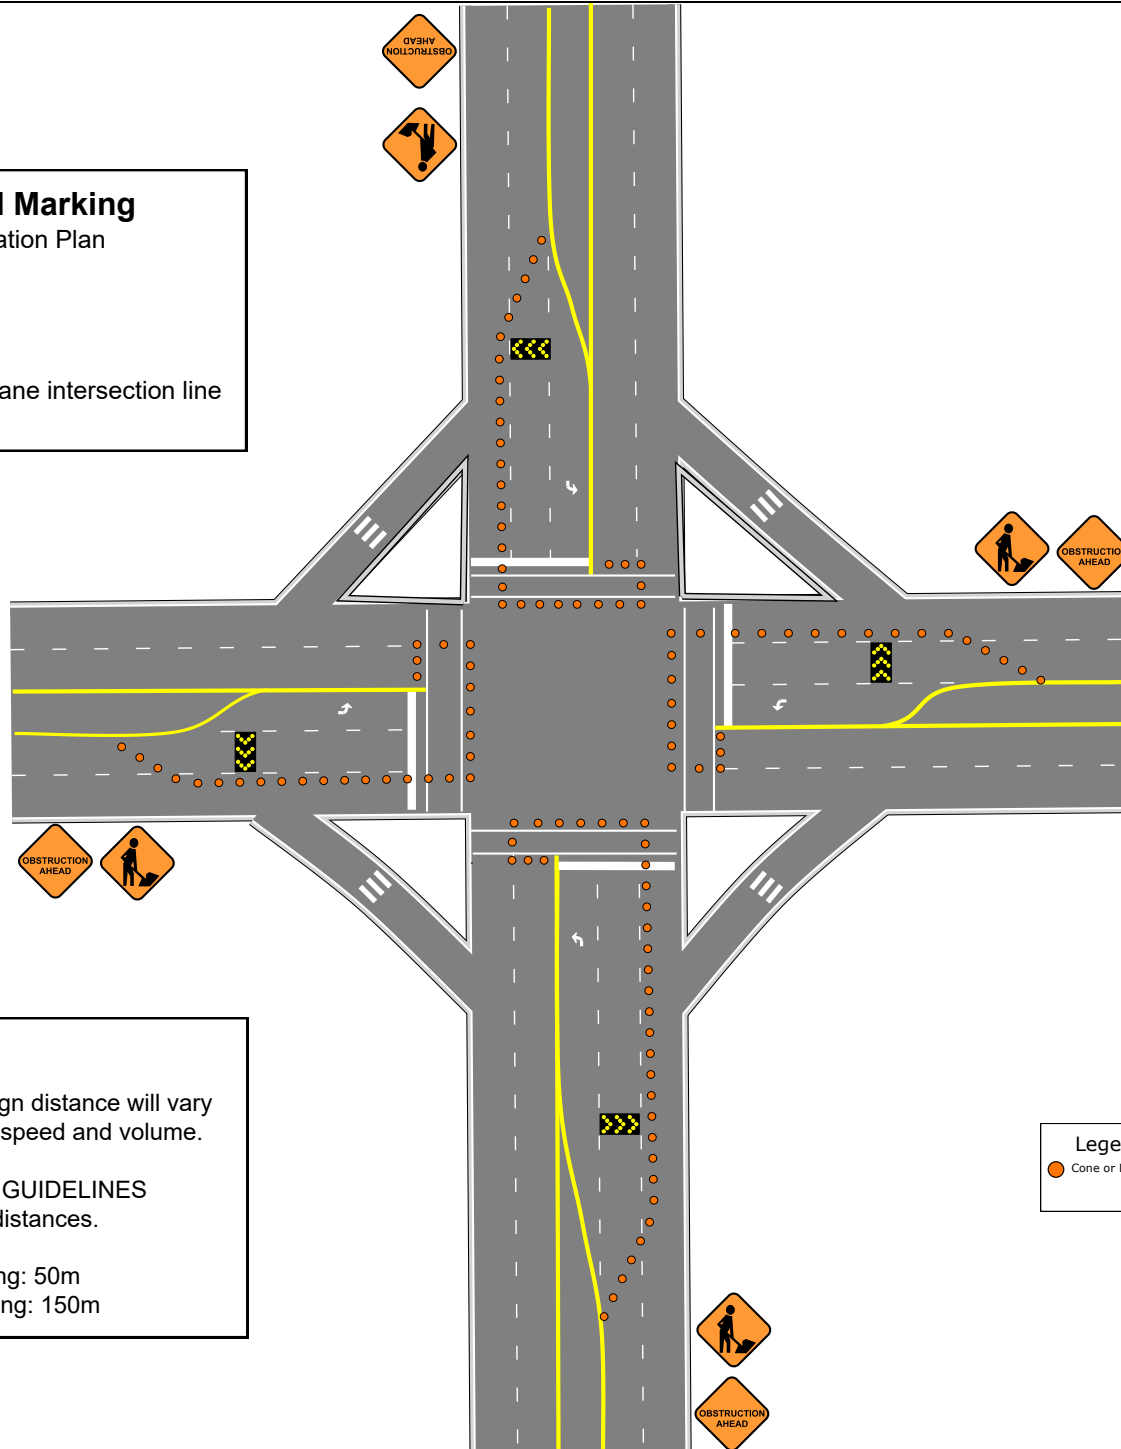 OBSTRUCTION
AHEAD
Marking
ation Plan
ane intersection line
OBSTRUCTIO
AHEAD
OBSTRUCTION
AHEAD
gn distance will vary
speed and volume.
GUIDELINES
distances.
ng: 50m
ng: 150m
Lege
Cone or
OBSTRUCTION
AHEAD